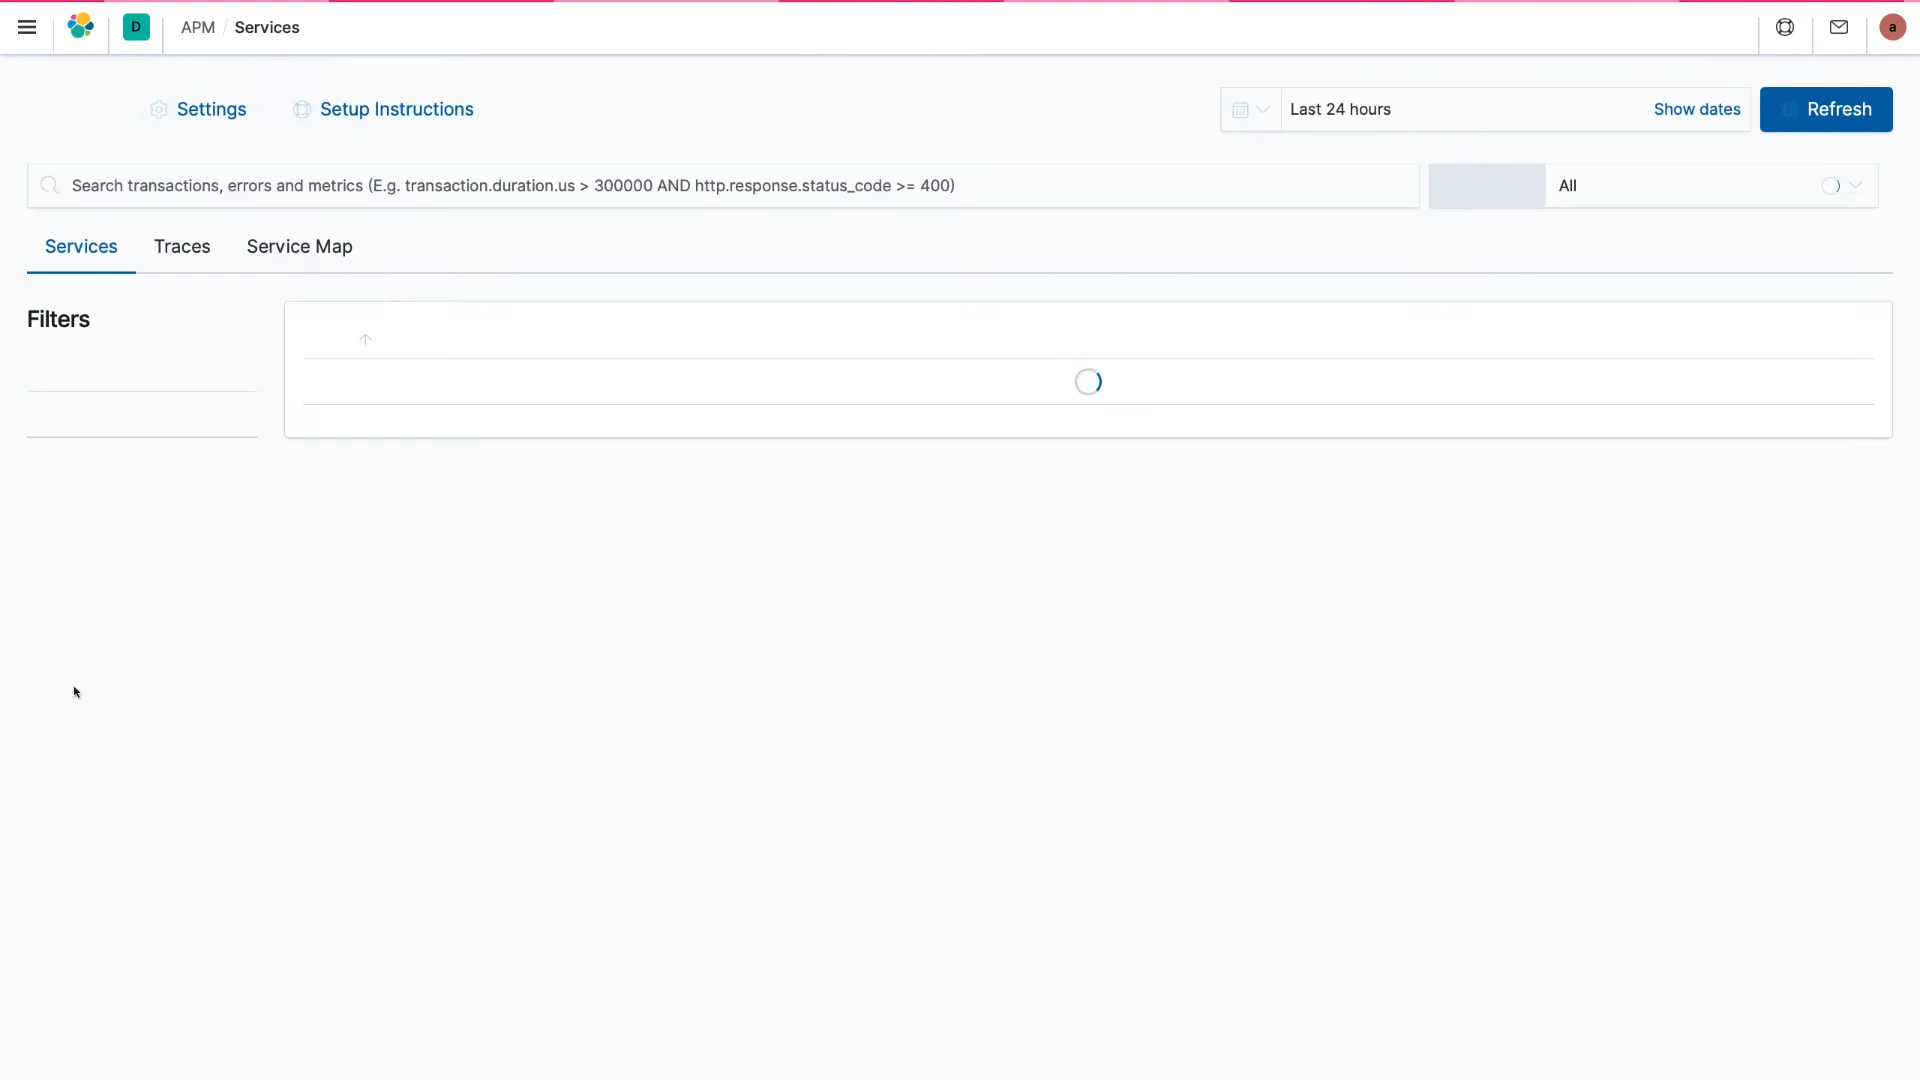 D
APM / Services
a
Settings
Setup Instructions
Last 24 hours
Show dates
Refresh
Search transactions, errors and metrics (E.g. transaction.duration.us > 300000 AND http.response.status_code >= 400)
All
Services
Traces
Service Map
Filters